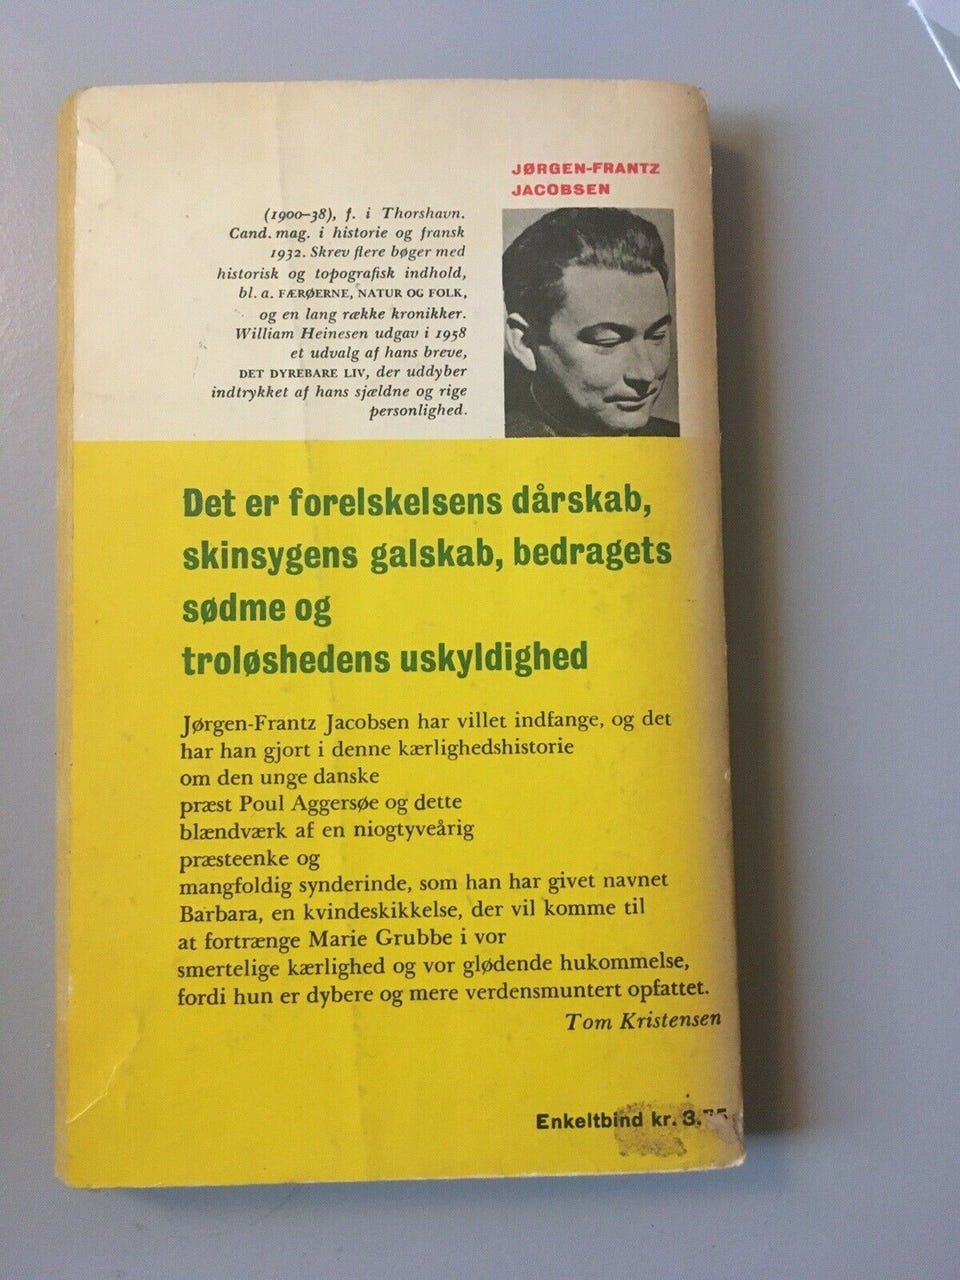 JØRGEN-FRANTZ
JACOBSEN
(1900–38), f. i Thorshavn.
Cand. mag. i historie og fransk
1932. Skrev flere bøger med
historisk og topografisk indhold,
bl. a. FÆRØERNE, NATUR OG FOLK,
og en lang række kronikker.
William Heinesen udgav i 1958
et udvalg af hans breve,
DET DYREBARE LIV, der uddyber
indtrykket af hans sjældne og rige
personlighed.
Det er forelskelsens dårskab,
skinsygens galskab, bedragets
sødme og
troløshedens uskyldighed
Jørgen-Frantz Jacobsen har villet indfange, og det
har han gjort i denne kærlighedshistorie
om den unge danske
præst Poul Aggersøe og dette
blændværk af en niogtyveårig
præsteenke og
mangfoldig synderinde, som han har givet navnet
Barbara, en kvindeskikkelse, der vil komme til
at fortrænge Marie Grubbe i vor
smertelige kærlighed og vor glødende hukommelse,
fordi hun er dybere og mere verdensmuntert opfattet.
Tom Kristensen
Enkeltbind kr. 3.75